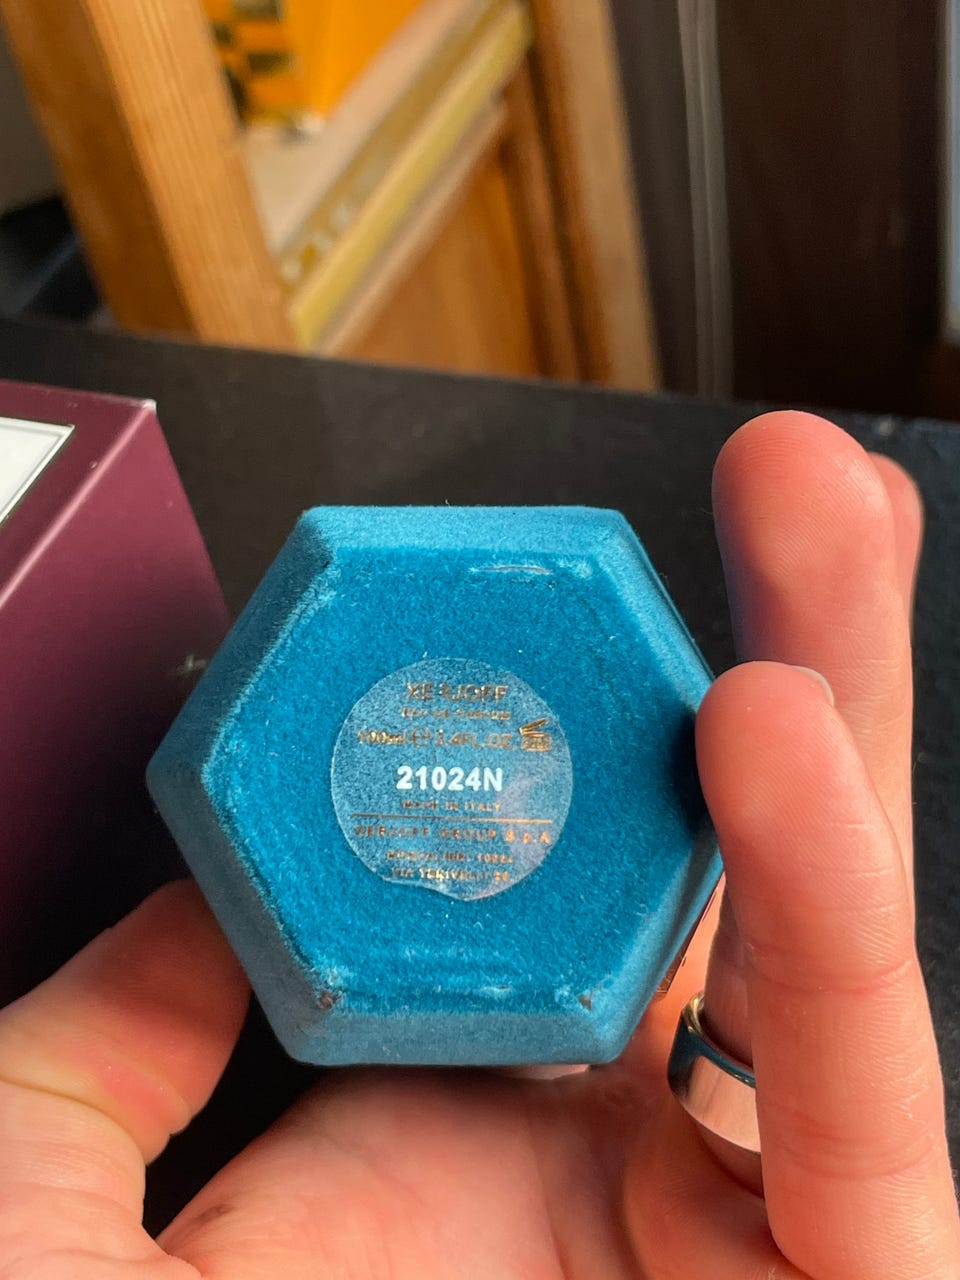 XERJOFF
EAU DE PARFUM
100ml ℮ 3.4FL.OZ
21024N
MADE IN ITALY
XERJOFF GROUP S.p.A